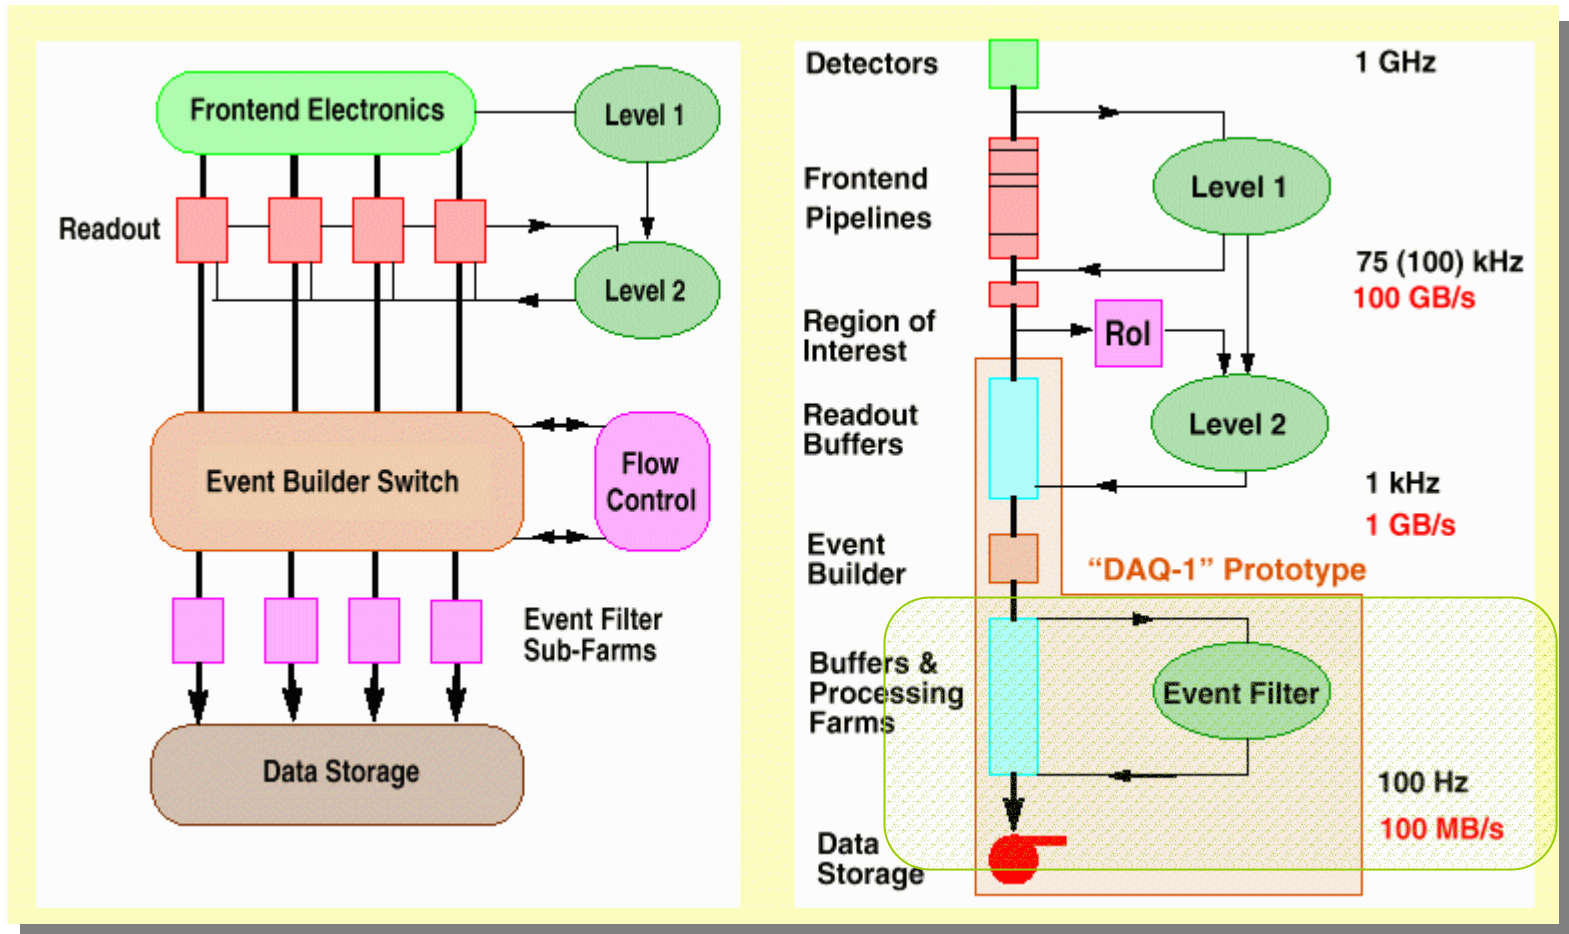 Frontend Electronics
Level 1
Readout
Level 2
Event Builder Switch
Flow
Control
Event Filter
Sub-Farms
Data Storage
Detectors
1 GHz
Frontend
Pipelines
Level 1
75 (100) kHz
100 GB/s
Region of
Interest
RoI
Readout
Buffers
Level 2
1 kHz
1 GB/s
Event
Builder
“DAQ-1” Prototype
Buffers &
Processing
Farms
Event Filter
100 Hz
100 MB/s
Data
Storage